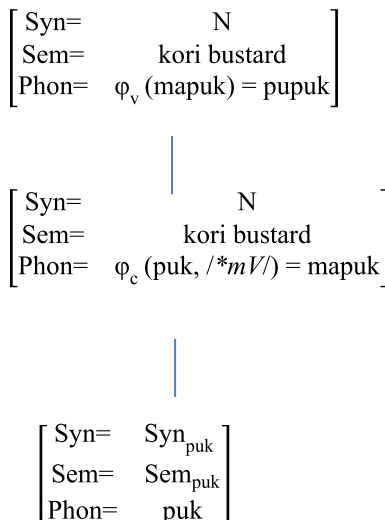 Syn= N
Sem= kori bustard
Phon= φv (mapuk) = pupuk
Syn= N
Sem= kori bustard
Phon= φc (puk, /*mV/) = mapuk
Syn= Synpuk
Sem= Sempuk
Phon= puk